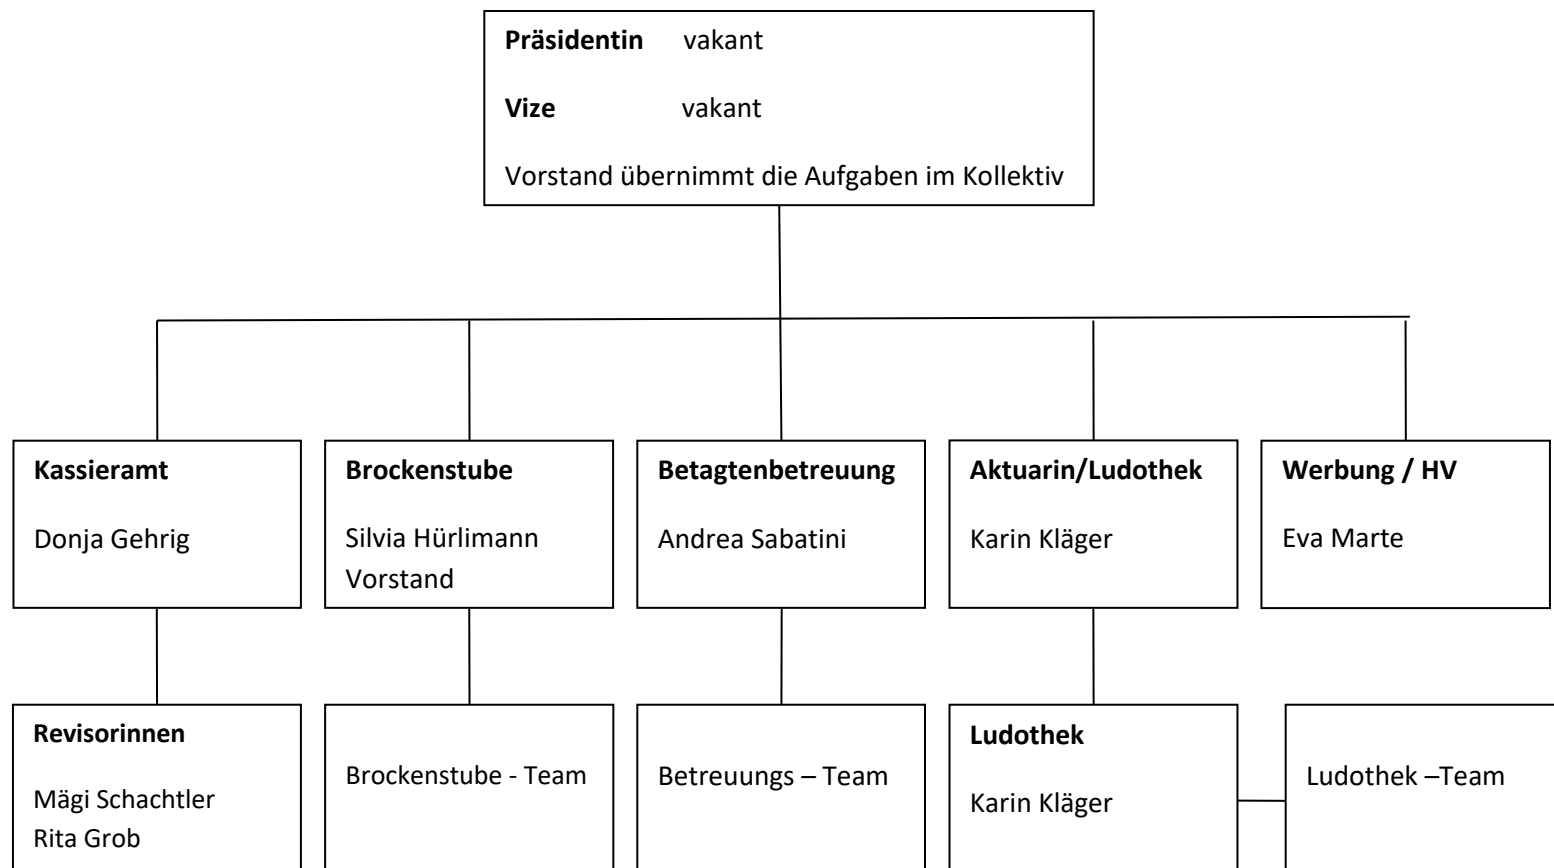 Präsidentin vakant
Vize vakant
Vorstand übernimmt die Aufgaben im Kollektiv
Kassieramt
Donja Gehrig
Brockenstube
Silvia Hürlimann
Vorstand
Betagtenbetreuung
Andrea Sabatini
Aktuarin/Ludothek
Karin Kläger
Werbung / HV
Eva Marte
Revisorinnen
Mägi Schachtler
Rita Grob
Brockenstube - Team
Betreuungs – Team
Ludothek
Karin Kläger
Ludothek –Team